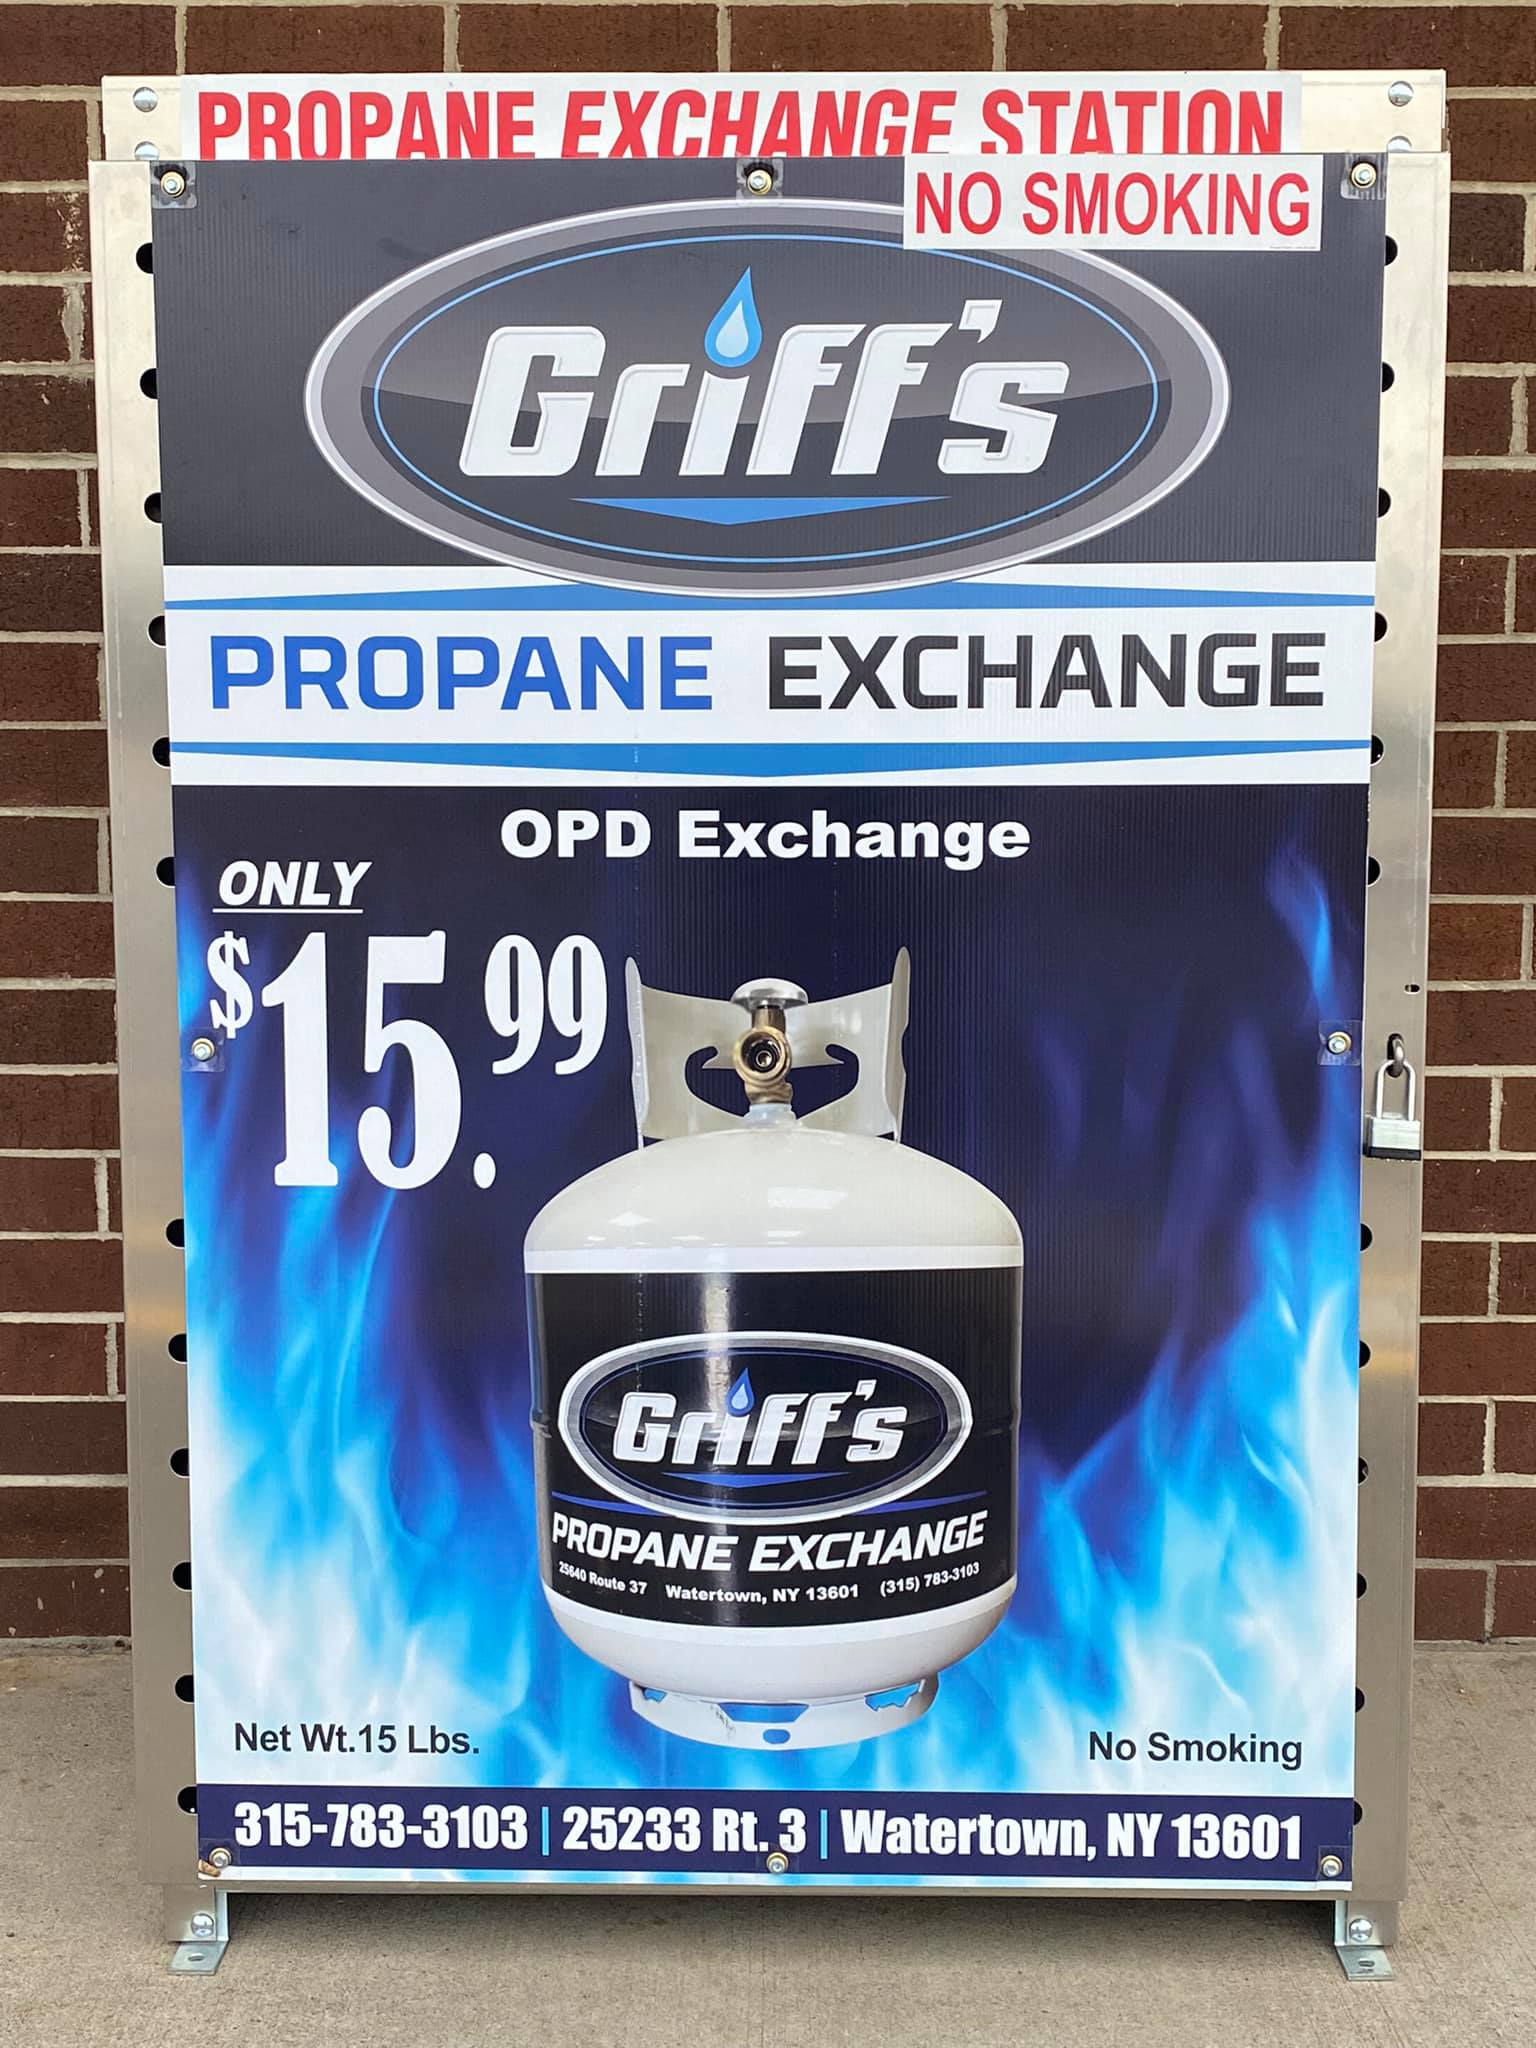 PROPANE EXCHANGE STATION
NO SMOKING
Griff's
PROPANE EXCHANGE
OPD Exchange
ONLY
$15.99
Griff's
PROPANE EXCHANGE
25640 Route 37 Watertown, NY 13601 (315) 783-3103
Net Wt.15 Lbs.
No Smoking
315-783-3103 | 25233 Rt. 3 | Watertown, NY 13601